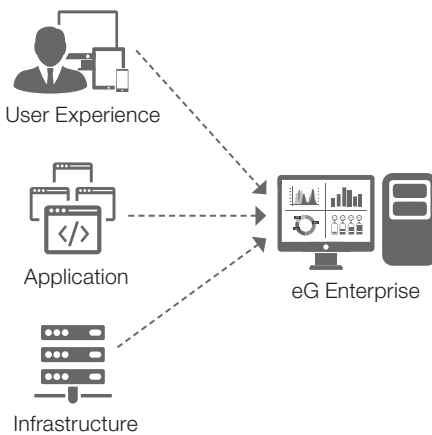 User Experience
</>
Application
eG Enterprise
Infrastructure